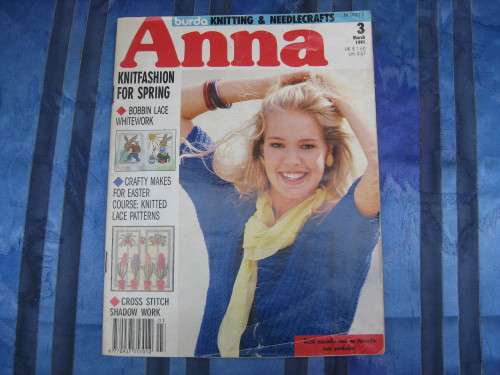 burda KNITTING & NEEDLECRAFTS
Anna
3
March
KNITFASHION
FOR SPRING
BOBBIN LACE
WHITEWORK
CRAFTY MAKES
FOR EASTER
COURSE: KNITTED
LACE PATTERNS
CROSS STITCH
SHADOW WORK